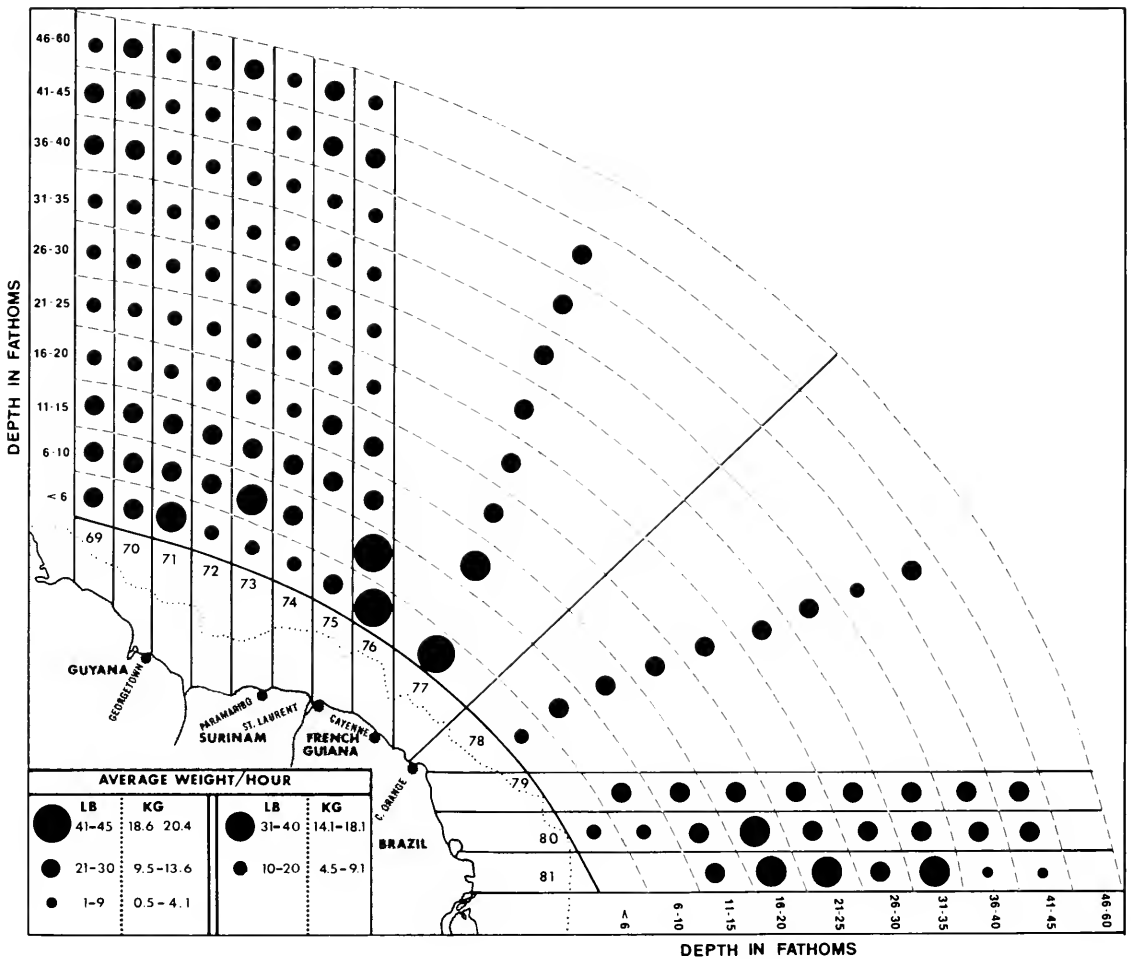 46-60
41-45
36-40
31-35
26-30
21-25
16-20
11-15
6-10
< 6
DEPTH IN FATHOMS
69
70
71
72
73
74
75
76
77
78
79
80
81
GUYANA
GEORGETOWN
PARAMARIBO
SURINAM
ST. LAURENT
FRENCH
GUIANA
CAYENNE
C. ORANGE
BRAZIL
AVERAGE WEIGHT/HOUR
LB KG LB KG
41-45 18.6 20.4 31-40 14.1-18.1
21-30 9.5-13.6 10-20 4.5-9.1
1-9 0.5-4.1
< 6
6-10
11-15
16-20
21-25
26-30
31-35
36-40
41-45
46-60
DEPTH IN FATHOMS